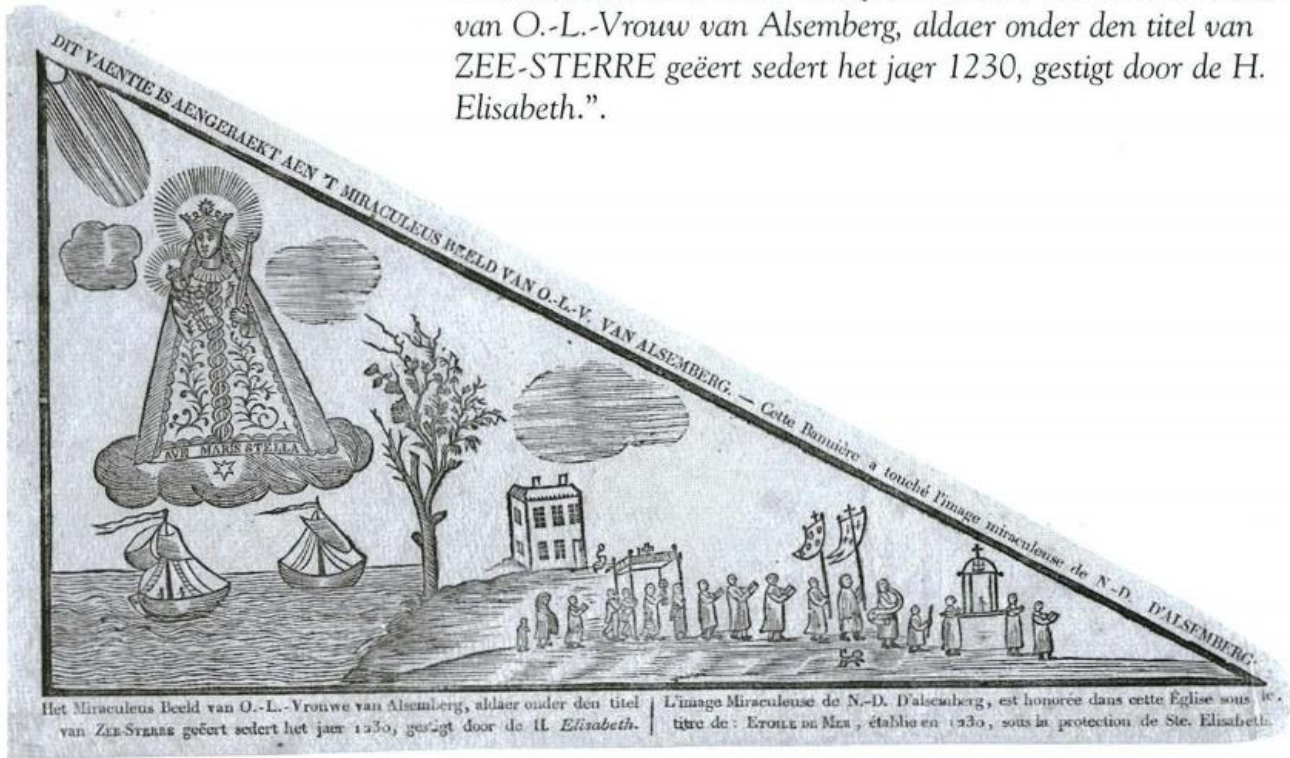 van O.-L.-Vrouw van Alsemberg, aldaer onder den titel van
ZEE-STERRE geëert sedert het jaer 1230, gestigt door de H.
Elisabeth.”.
DIT VAENTIE IS AENGERAEKT AEN 'T MIRACULEUS BEELD VAN O.-L.-V. VAN ALSEMBERG. — Cette Bannière a touché l'image miraculeuse de N.-D. D'ALSEMBERG.
AVE MARIS STELLA
Het Miraculeus Beeld van O.-L.-Vrouwe van Alsemberg, aldaer onder den titel
van ZEE-STERRE geëert sedert het jaer 1230, gestigt door de H. Elisabeth.
L'image Miraculeuse de N.-D. D'alsemberg, est honorée dans cette Église sous le
titre de : ETOILE DE MER, établie en 1230, sous la protection de Ste. Elisabeth.